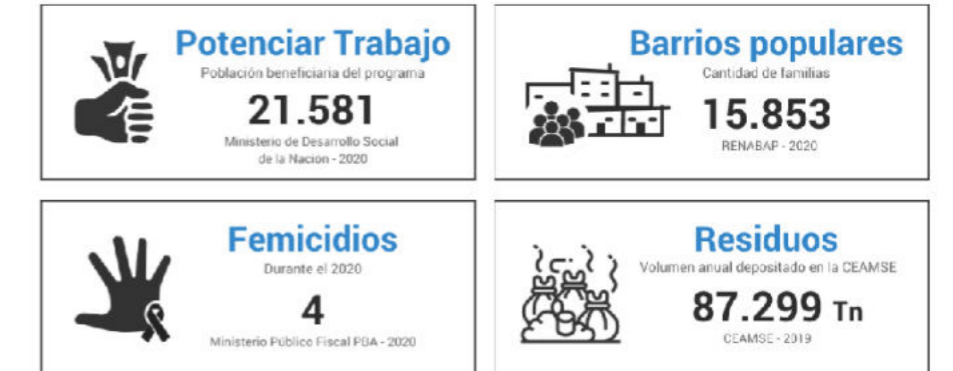 Potenciar Trabajo
Población beneficiaria del programa
21.581
Ministerio de Desarrollo Social
de la Nación - 2020
Barrios populares
Cantidad de familias
15.853
RENABAP - 2020
Femicidios
Durante el 2020
4
Ministerio Público Fiscal PBA - 2020
Residuos
Volumen anual depositado en la CEAMSE
87.299 Tn
CEAMSE - 2019